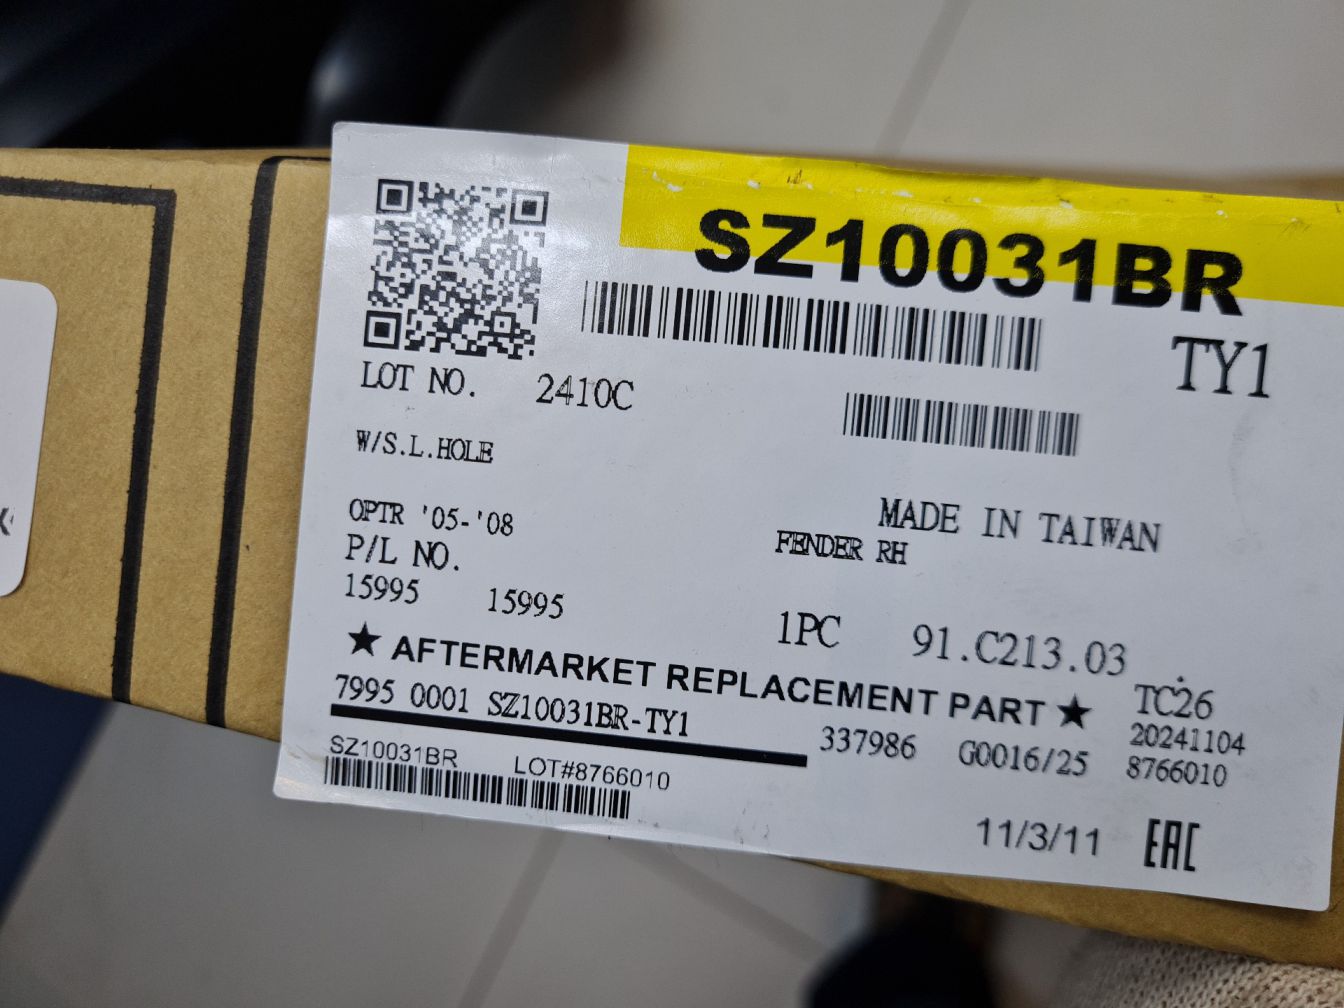 SZ10031BR
TY1
LOT NO. 2410C
W/S.L.HOLE
MADE IN TAIWAN
OPTR '05-'08
FENDER RH
P/L NO.
15995 15995
1PC 91.C213.03
★ AFTERMARKET REPLACEMENT PART ★
TC26
7995 0001 SZ10031BR-TY1
337986 G0016/25
20241104
8766010
SZ10031BR LOT#8766010
11/3/11 EAC